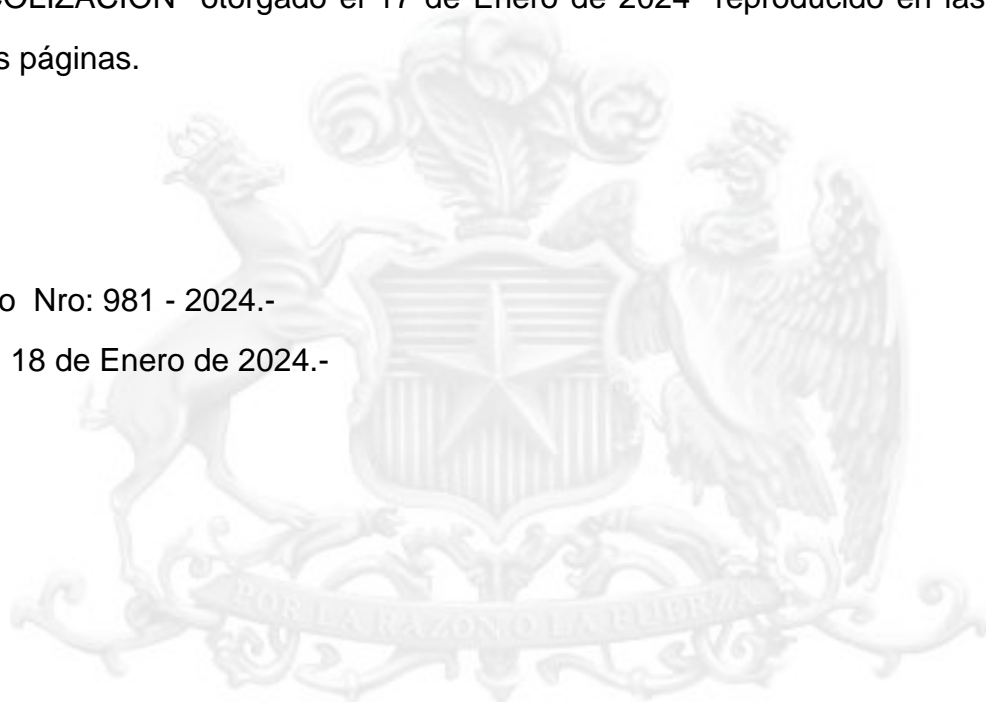 COLIZACION otorgado el 17 de Enero de 2024 reproducido en las
s páginas.
o Nro: 981 - 2024.-
18 de Enero de 2024.-
POR LA RAZON O LA FUERZA